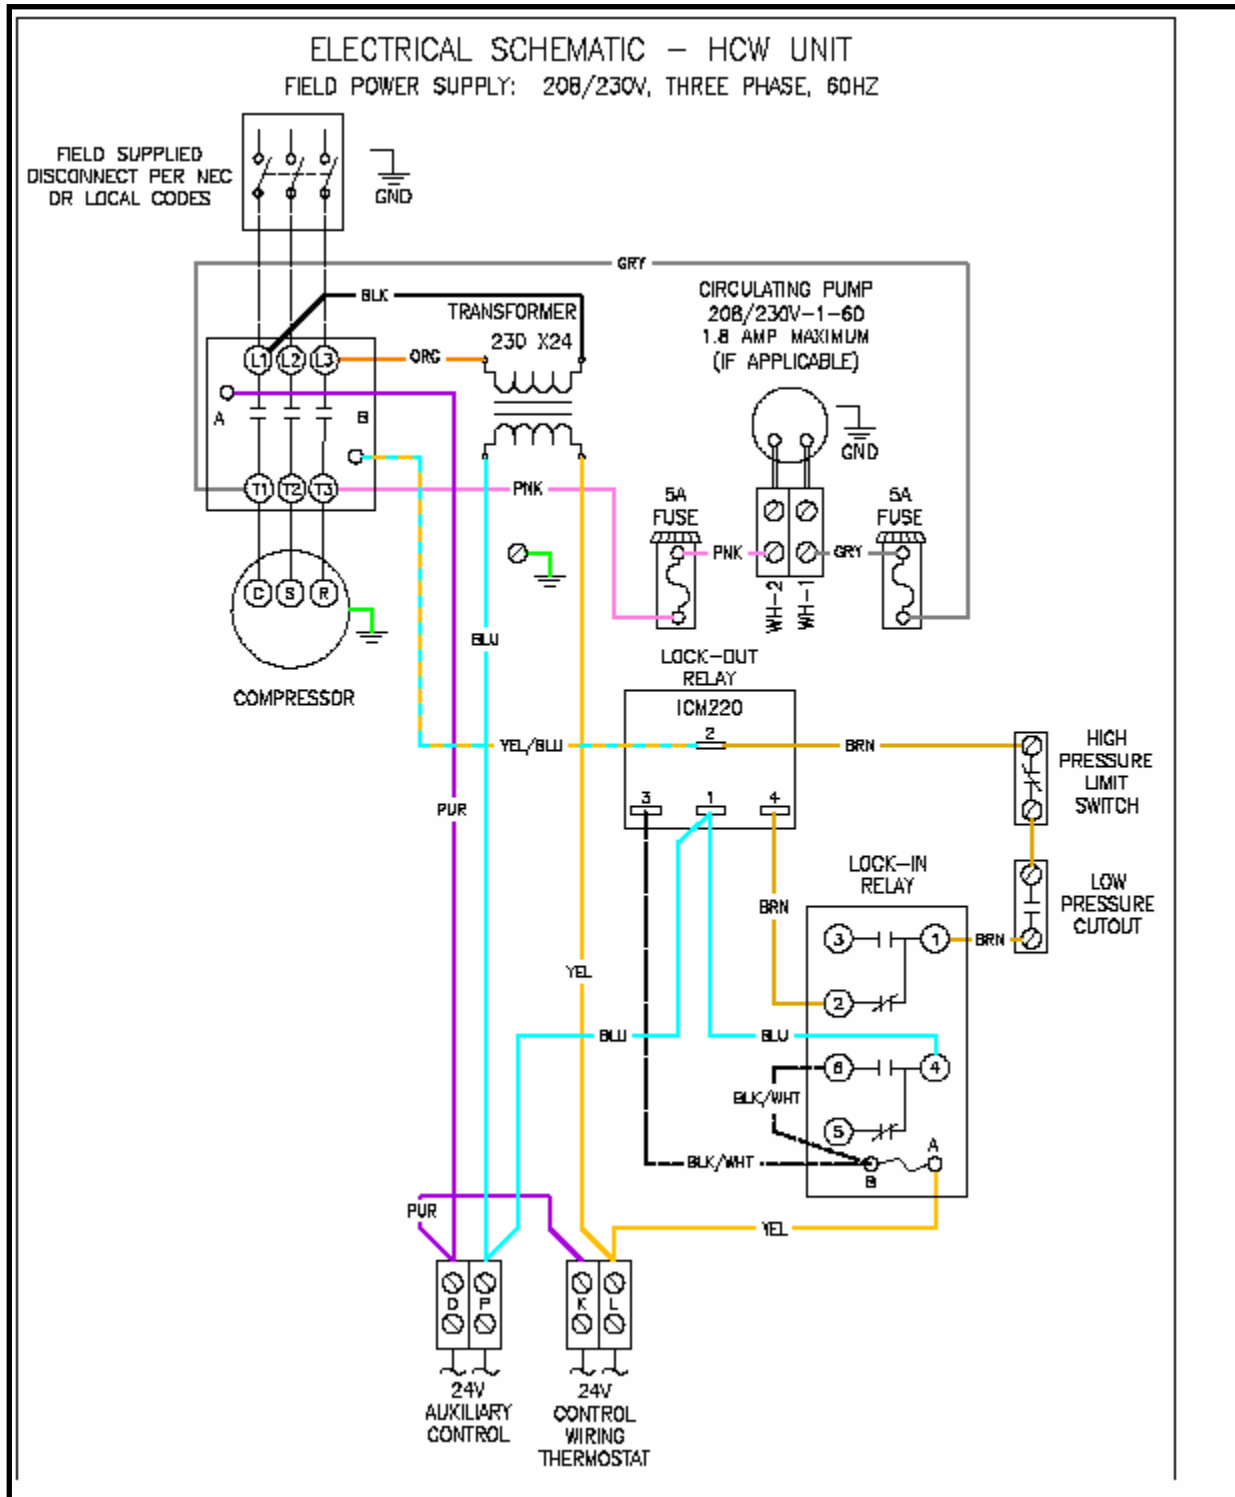 ELECTRICAL SCHEMATIC - HCW UNIT
FIELD POWER SUPPLY: 208/230V, THREE PHASE, 60HZ
FIELD SUPPLIED
DISCONNECT PER NEC
OR LOCAL CODES
GND
GRY
BLK
TRANSFORMER
230 X24
CIRCULATING PUMP
208/230V-1-60
1.8 AMP MAXIMUM
(IF APPLICABLE)
L1 L2 L3
ORG
A
B
GND
T1 T2 T3
PNK
5A
FUSE
5A
FUSE
PNK
GRY
WH-2
WH-1
C S R
COMPRESSOR
BLU
LOCK-OUT
RELAY
ICM220
2
YEL/BLU
BRN
HIGH
PRESSURE
LIMIT
SWITCH
PUR
3 1 4
LOCK-IN
RELAY
LOW
PRESSURE
CUTOUT
BRN
3 1
BRN
YEL
2
BLU
BLU
6 4
BLK/WHT
5
A
BLK/WHT
B
PUR
YEL
D P
K L
24V
AUXILIARY
CONTROL
24V
CONTROL
WIRING
THERMOSTAT